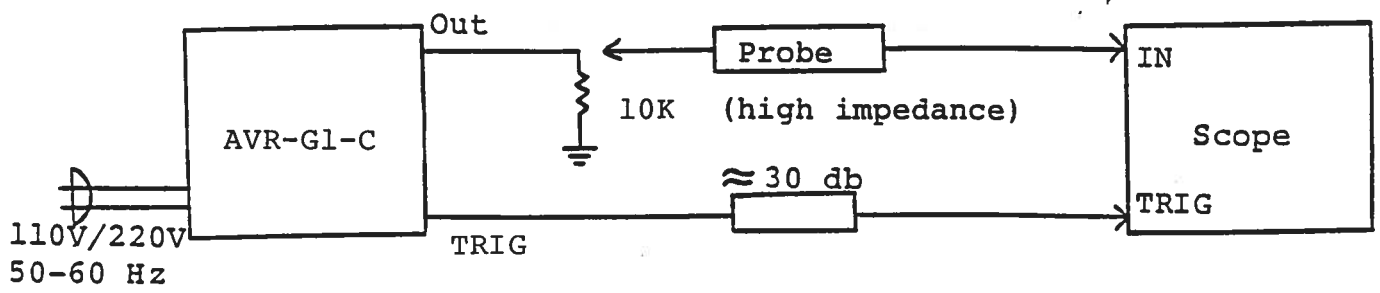 Out
Probe
IN
10K (high impedance)
AVR-G1-C
Scope
≈ 30 db
TRIG
110V/220V
TRIG
50-60 Hz